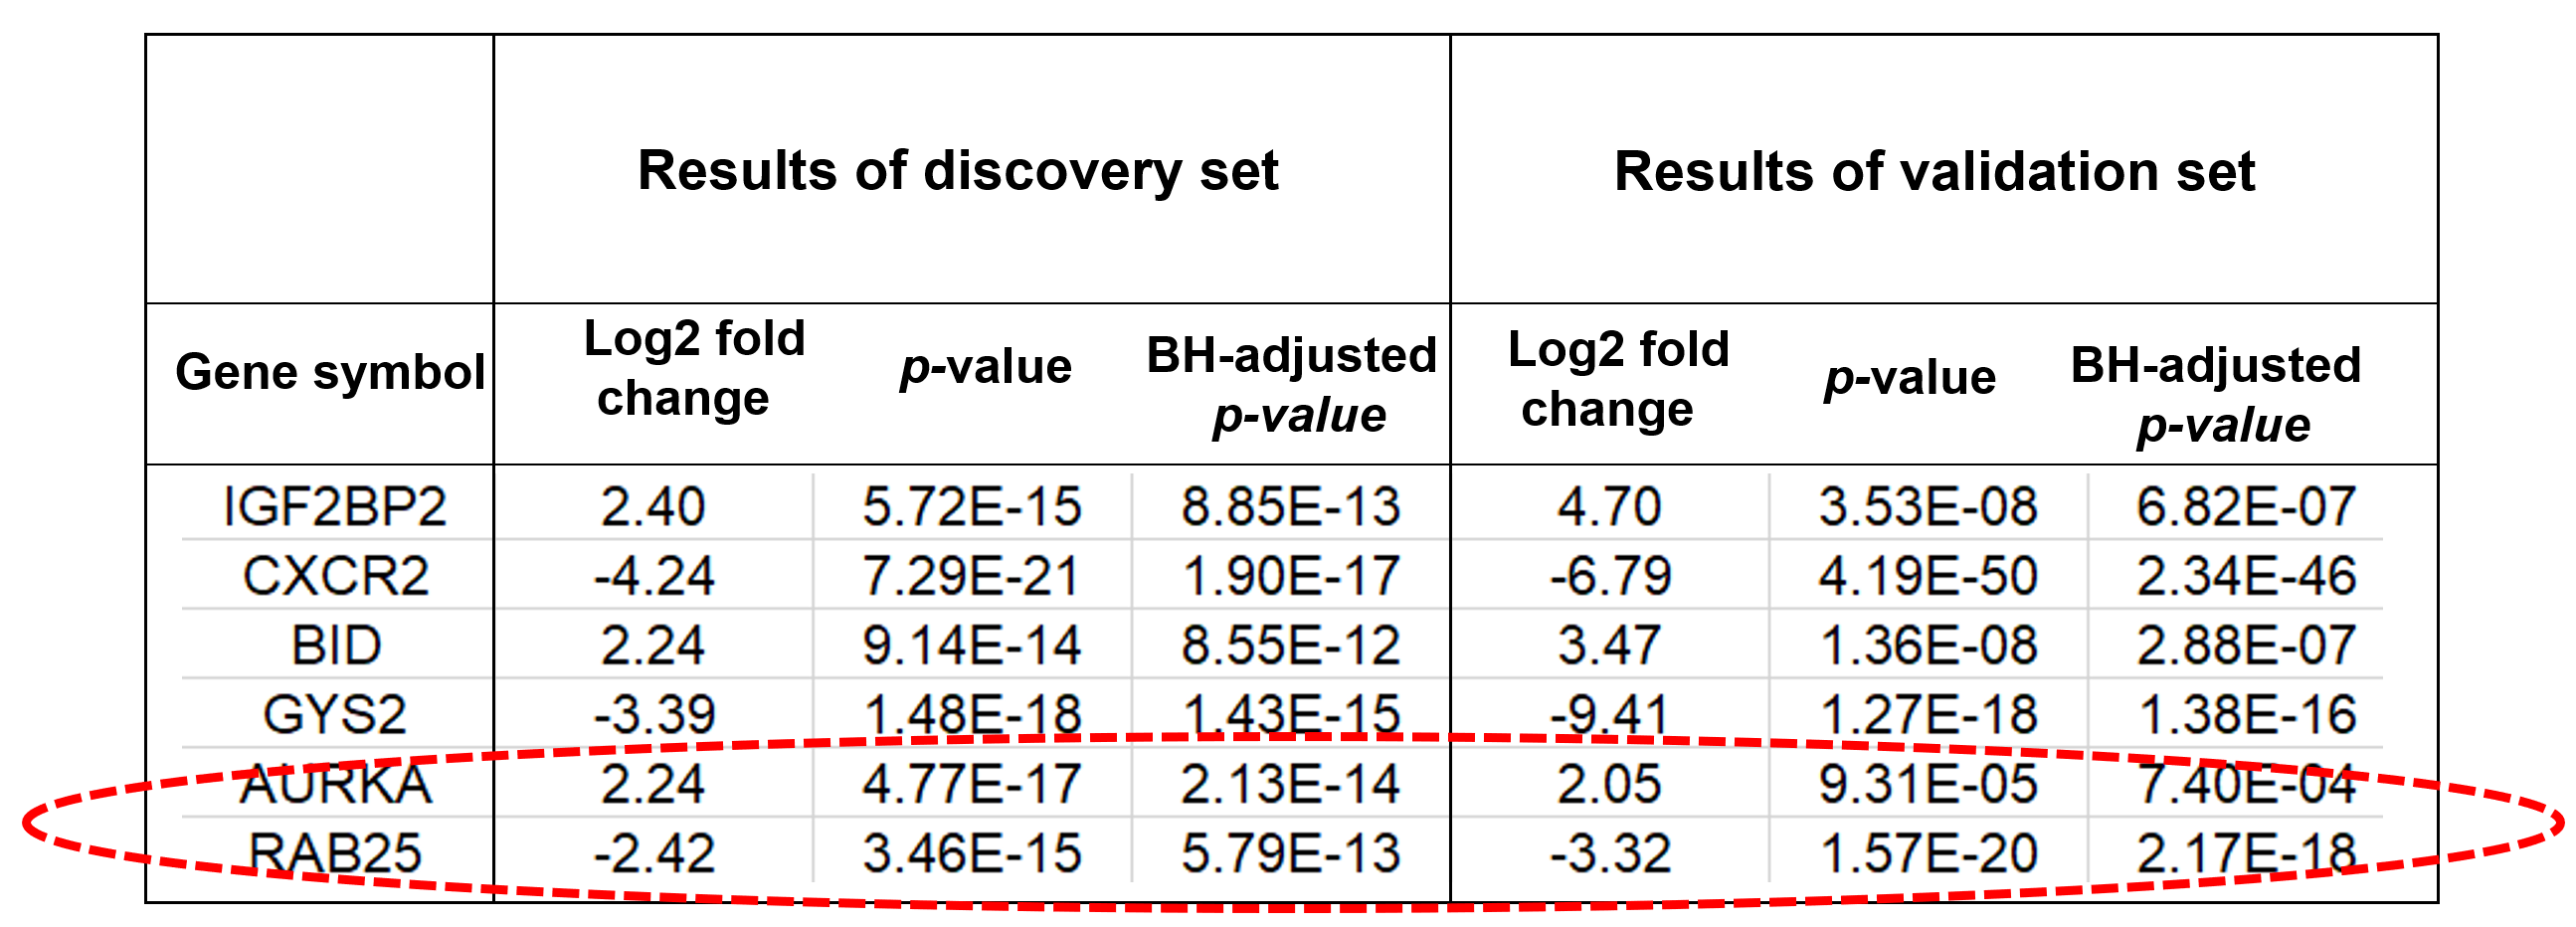 Results of discovery set Results of validation set
Gene symbol Log2 fold change p-value BH-adjusted p-value Log2 fold change p-value BH-adjusted p-value
IGF2BP2 2.40 5.72E-15 8.85E-13 4.70 3.53E-08 6.82E-07
CXCR2 -4.24 7.29E-21 1.90E-17 -6.79 4.19E-50 2.34E-46
BID 2.24 9.14E-14 8.55E-12 3.47 1.36E-08 2.88E-07
GYS2 -3.39 1.48E-18 1.43E-15 -9.41 1.27E-18 1.38E-16
AURKA 2.24 4.77E-17 2.13E-14 2.05 9.31E-05 7.40E-04
RAB25 -2.42 3.46E-15 5.79E-13 -3.32 1.57E-20 2.17E-18